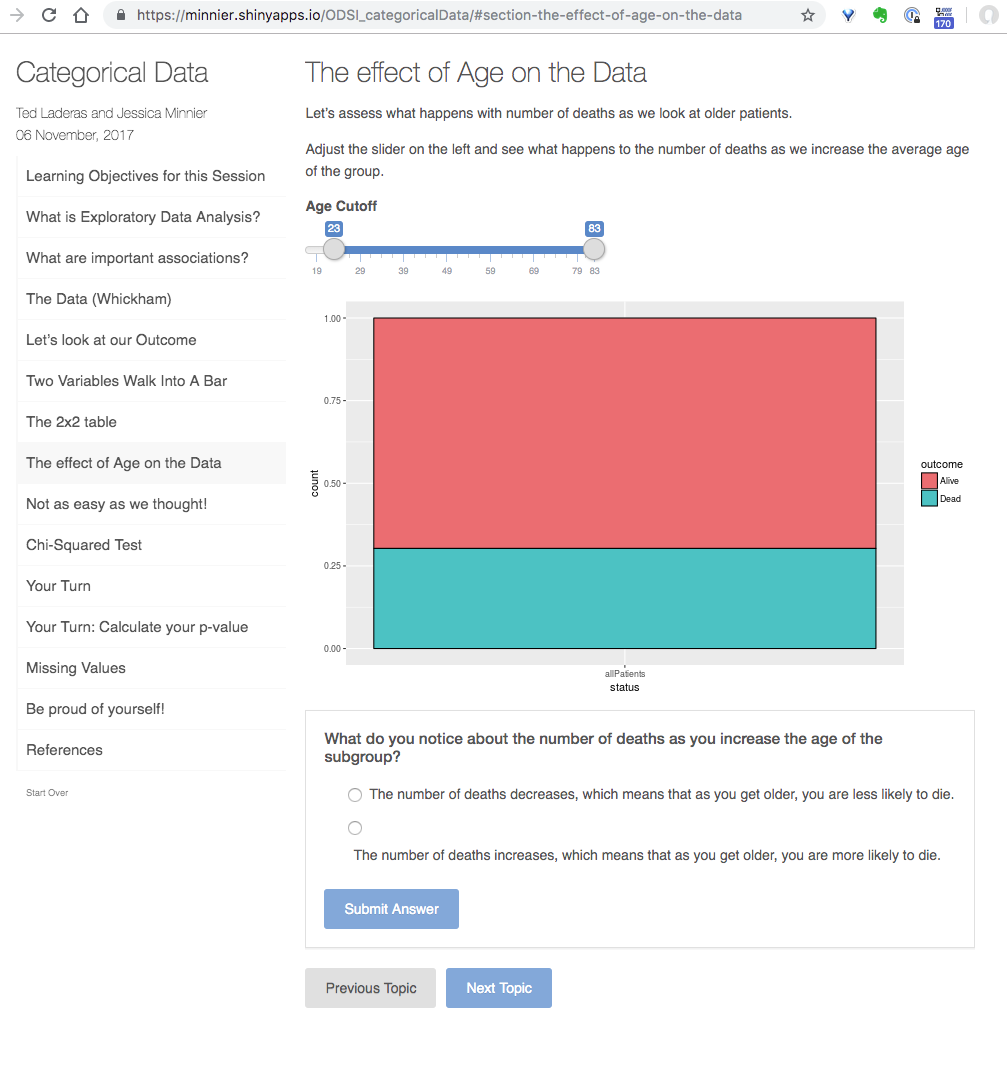 https://minnier.shinyapps.io/ODSI_categoricalData/#section-the-effect-of-age-on-the-data
170
Categorical Data
Ted Laderas and Jessica Minnier
06 November, 2017
Learning Objectives for this Session
What is Exploratory Data Analysis?
What are important associations?
The Data (Whickham)
Let's look at our Outcome
Two Variables Walk Into A Bar
The 2x2 table
The effect of Age on the Data
Not as easy as we thought!
Chi-Squared Test
Your Turn
Your Turn: Calculate your p-value
Missing Values
Be proud of yourself!
References
Start Over
The effect of Age on the Data
Let's assess what happens with number of deaths as we look at older patients.
Adjust the slider on the left and see what happens to the number of deaths as we increase the average age
of the group.
Age Cutoff
23 83
19 29 39 49 59 69 79 83
1.00
0.75
0.50
0.25
0.00
count
allPatients
status
outcome
Alive
Dead
What do you notice about the number of deaths as you increase the age of the
subgroup?
The number of deaths decreases, which means that as you get older, you are less likely to die.
The number of deaths increases, which means that as you get older, you are more likely to die.
Submit Answer
Previous Topic Next Topic